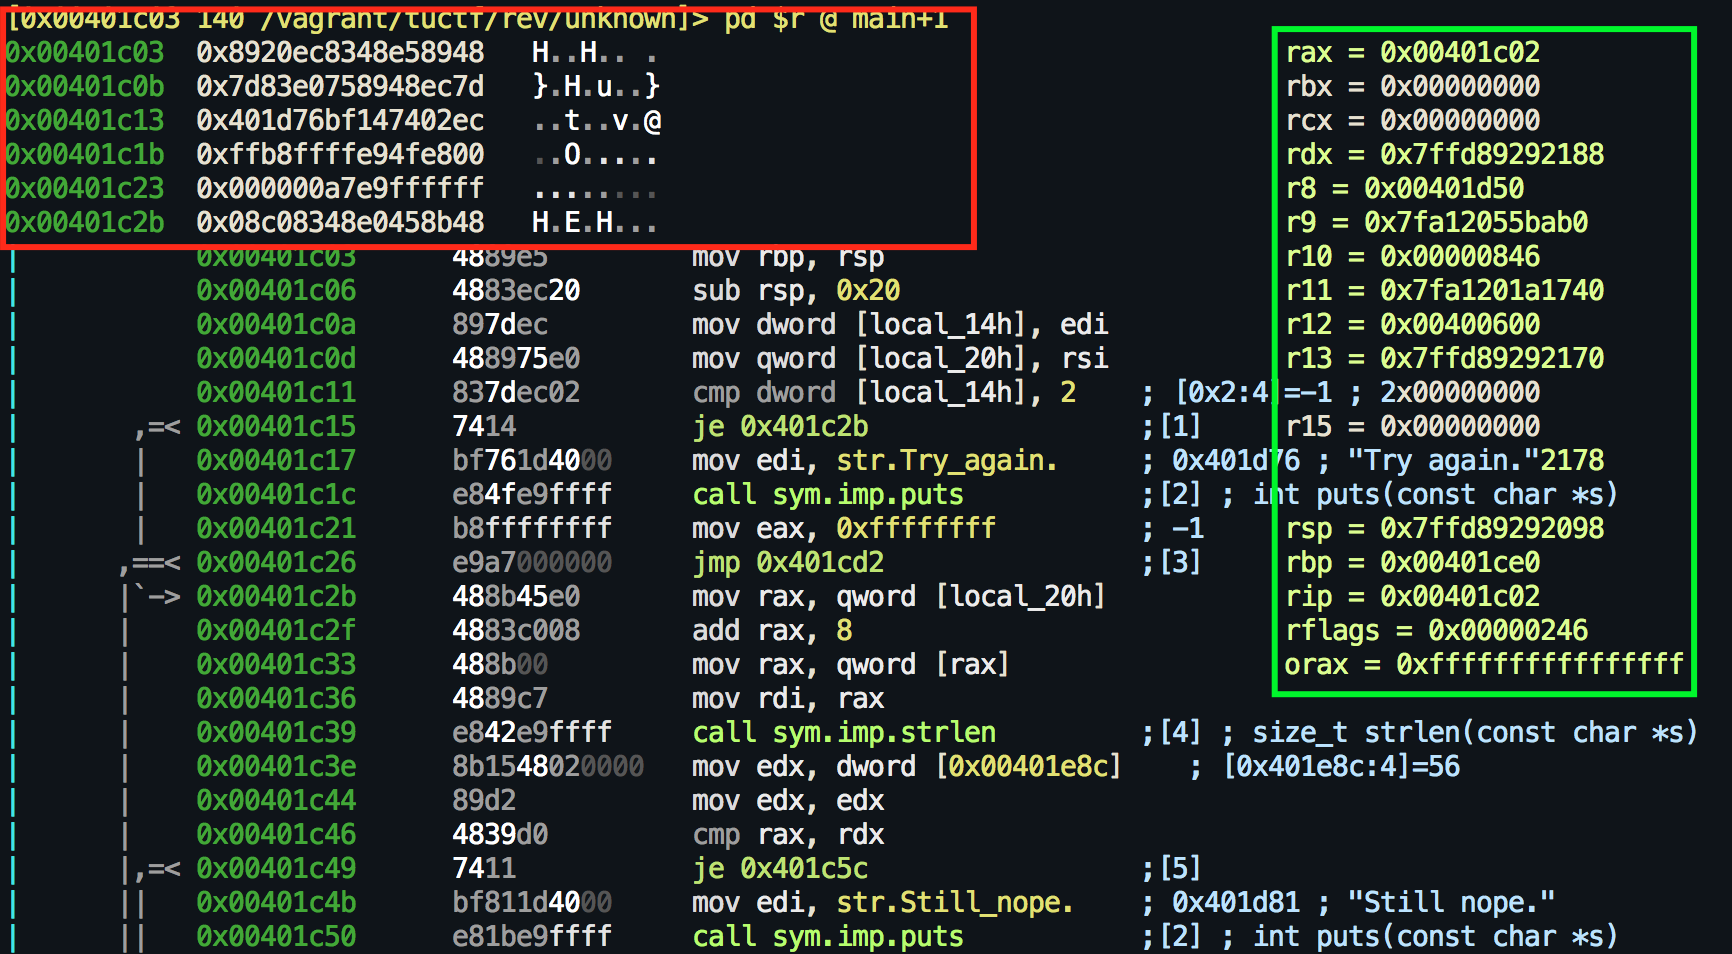 [0x00401c03 140 /vagrant/tuctf/rev/unknown]> pd $r @ main+1
0x00401c03 0x8920ec8348e58948 H..H.. . rax = 0x00401c02
0x00401c0b 0x7d83e0758948ec7d }.H.u..} rbx = 0x00000000
0x00401c13 0x401d76bf147402ec ..t..v.@ rcx = 0x00000000
0x00401c1b 0xffb8ffffe94fe800 ..O..... rdx = 0x7ffd89292188
0x00401c23 0x000000a7e9ffffff ........ r8 = 0x00401d50
0x00401c2b 0x08c08348e0458b48 H.E.H... r9 = 0x7fa12055bab0
| 0x00401c03 4889e5 mov rbp, rsp r10 = 0x00000846
| 0x00401c06 4883ec20 sub rsp, 0x20 r11 = 0x7fa1201a1740
| 0x00401c0a 897dec mov dword [local_14h], edi r12 = 0x00400600
| 0x00401c0d 488975e0 mov qword [local_20h], rsi r13 = 0x7ffd89292170
| 0x00401c11 837dec02 cmp dword [local_14h], 2 ; [0x2:4]=-1 ; 2x00000000
| ,=< 0x00401c15 7414 je 0x401c2b ;[1] r15 = 0x00000000
| | 0x00401c17 bf761d4000 mov edi, str.Try_again. ; 0x401d76 ; "Try again."2178
| | 0x00401c1c e84fe9ffff call sym.imp.puts ;[2] ; int puts(const char *s)
| | 0x00401c21 b8ffffffff mov eax, 0xffffffff ; -1 rsp = 0x7ffd89292098
| ,==< 0x00401c26 e9a7000000 jmp 0x401cd2 ;[3] rbp = 0x00401ce0
| |`-> 0x00401c2b 488b45e0 mov rax, qword [local_20h] rip = 0x00401c02
| | 0x00401c2f 4883c008 add rax, 8 rflags = 0x00000246
| | 0x00401c33 488b00 mov rax, qword [rax] orax = 0xffffffffffffffff
| | 0x00401c36 4889c7 mov rdi, rax
| | 0x00401c39 e842e9ffff call sym.imp.strlen ;[4] ; size_t strlen(const char *s)
| | 0x00401c3e 8b1548020000 mov edx, dword [0x00401e8c] ; [0x401e8c:4]=56
| | 0x00401c44 89d2 mov edx, edx
| | 0x00401c46 4839d0 cmp rax, rdx
| |,=< 0x00401c49 7411 je 0x401c5c ;[5]
| || 0x00401c4b bf811d4000 mov edi, str.Still_nope. ; 0x401d81 ; "Still nope."
| || 0x00401c50 e81be9ffff call sym.imp.puts ;[2] ; int puts(const char *s)